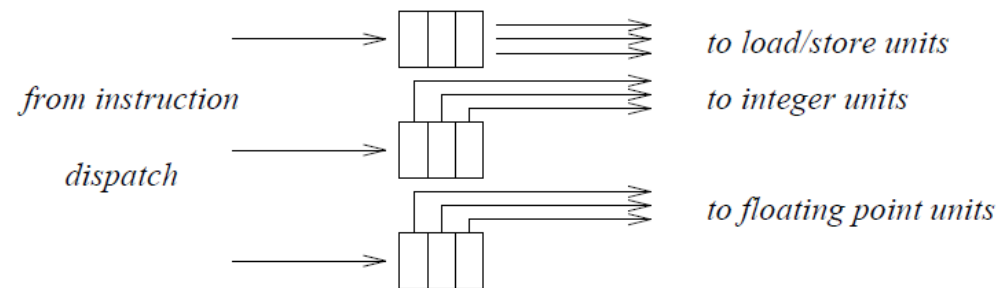 to load/store units
from instruction
to integer units
dispatch
to floating point units